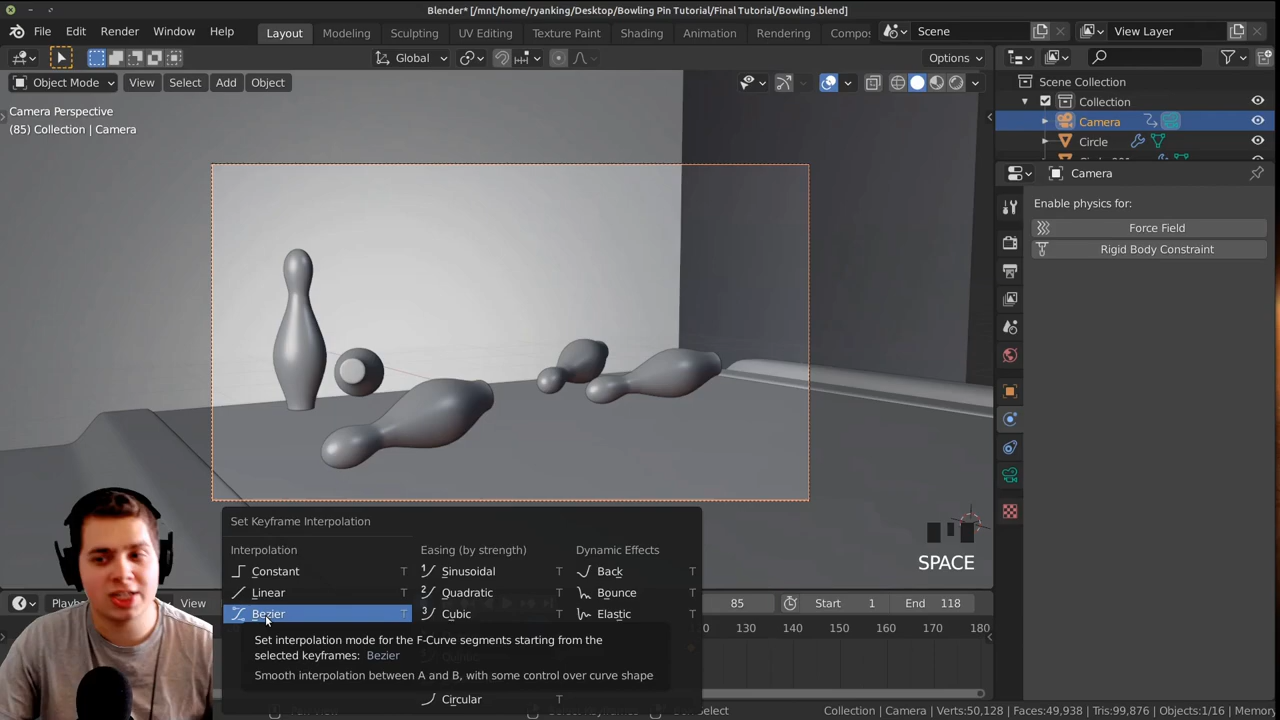 Blender* [/mnt/home/ryanking/Desktop/Bowling Pin Tutorial/Final Tutorial/Bowling.blend]
File Edit Render Window Help Layout Modeling Sculpting UV Editing Texture Paint Shading Animation Rendering Compos Scene View Layer
Global Options
Object Mode View Select Add Object
Scene Collection
Collection
Camera
Circle
Camera Perspective
(85) Collection | Camera
Camera
Enable physics for:
Force Field
Rigid Body Constraint
Set Keyframe Interpolation
Interpolation Easing (by strength) Dynamic Effects
Constant T Sinusoidal T Back T
Linear T Quadratic T Bounce T
Bezier T Cubic T Elastic T
Set interpolation mode for the F-Curve segments starting from the
selected keyframes: Bezier
Smooth interpolation between A and B, with some control over curve shape
Circular T
SPACE
View 85 Start 1 End 118
130 140 150 160 170 180
Collection | Camera Verts:50,128 Faces:49,938 Tris:99,876 Objects:1/16 Memory